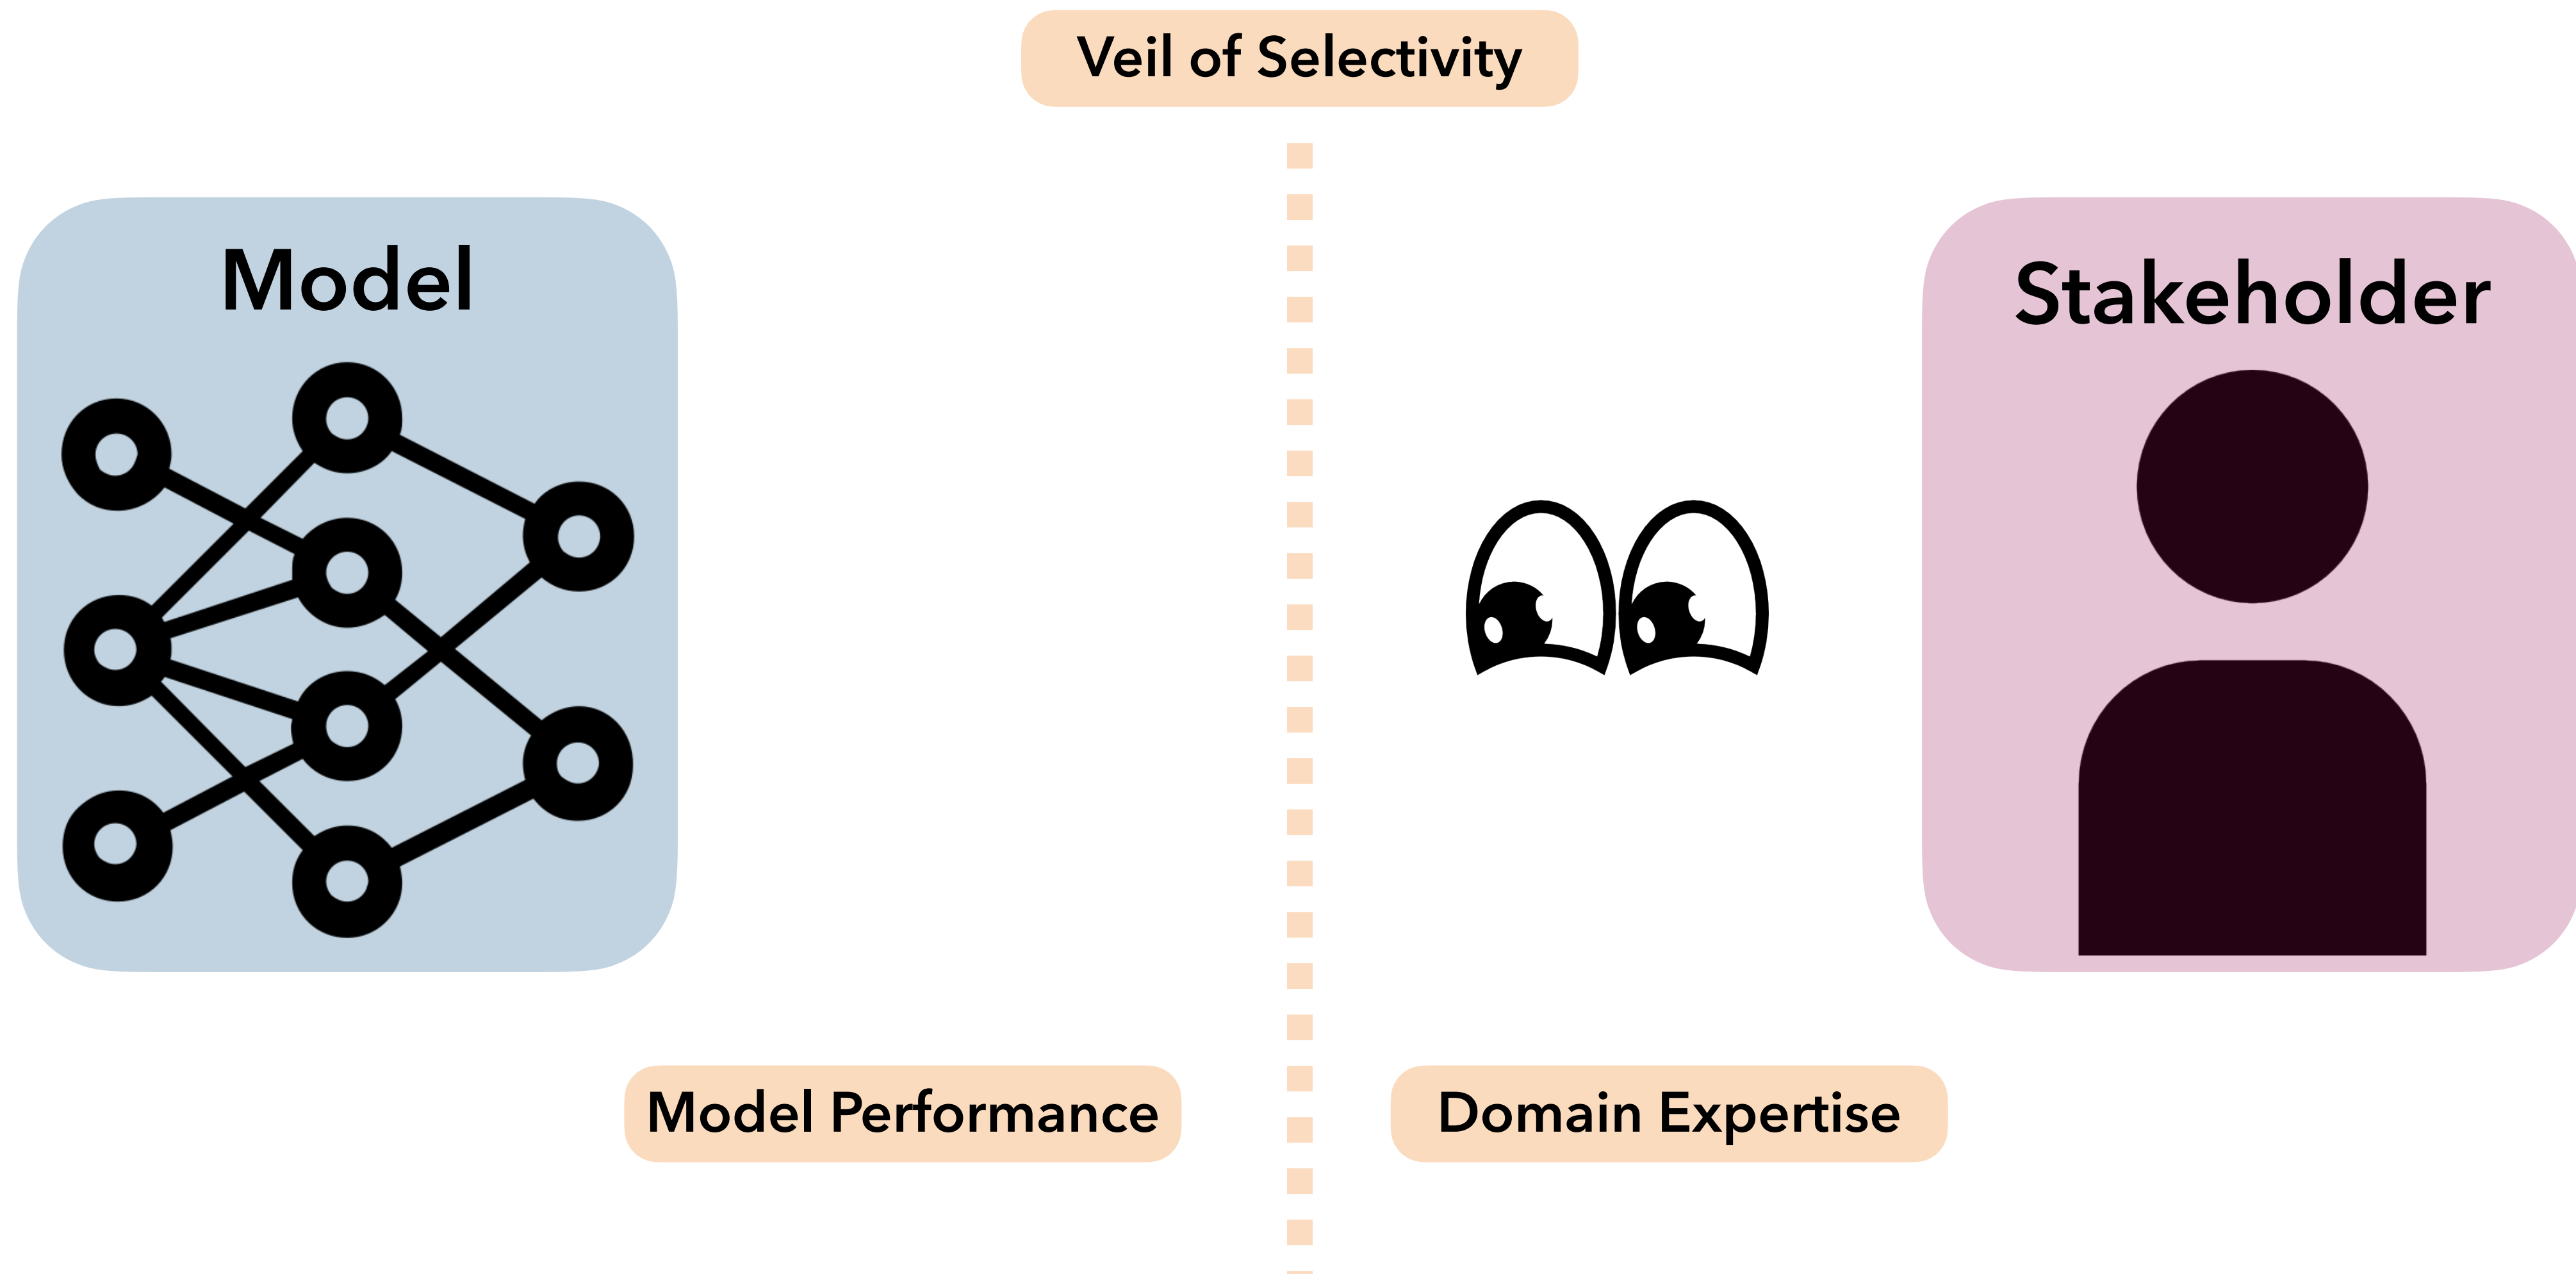 Veil of Selectivity
Model
Stakeholder
Model Performance
Domain Expertise